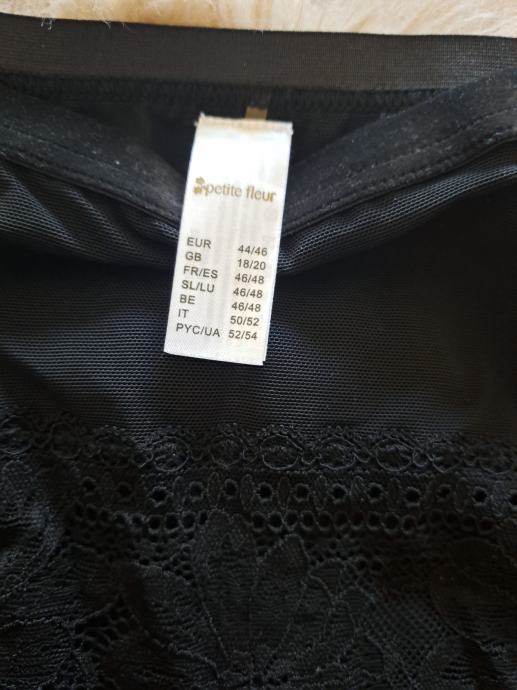 petite fleur
EUR 44/46
GB 18/20
FR/ES 46/48
SL/LU 46/48
BE 46/48
IT 50/52
PYC/UA 52/54